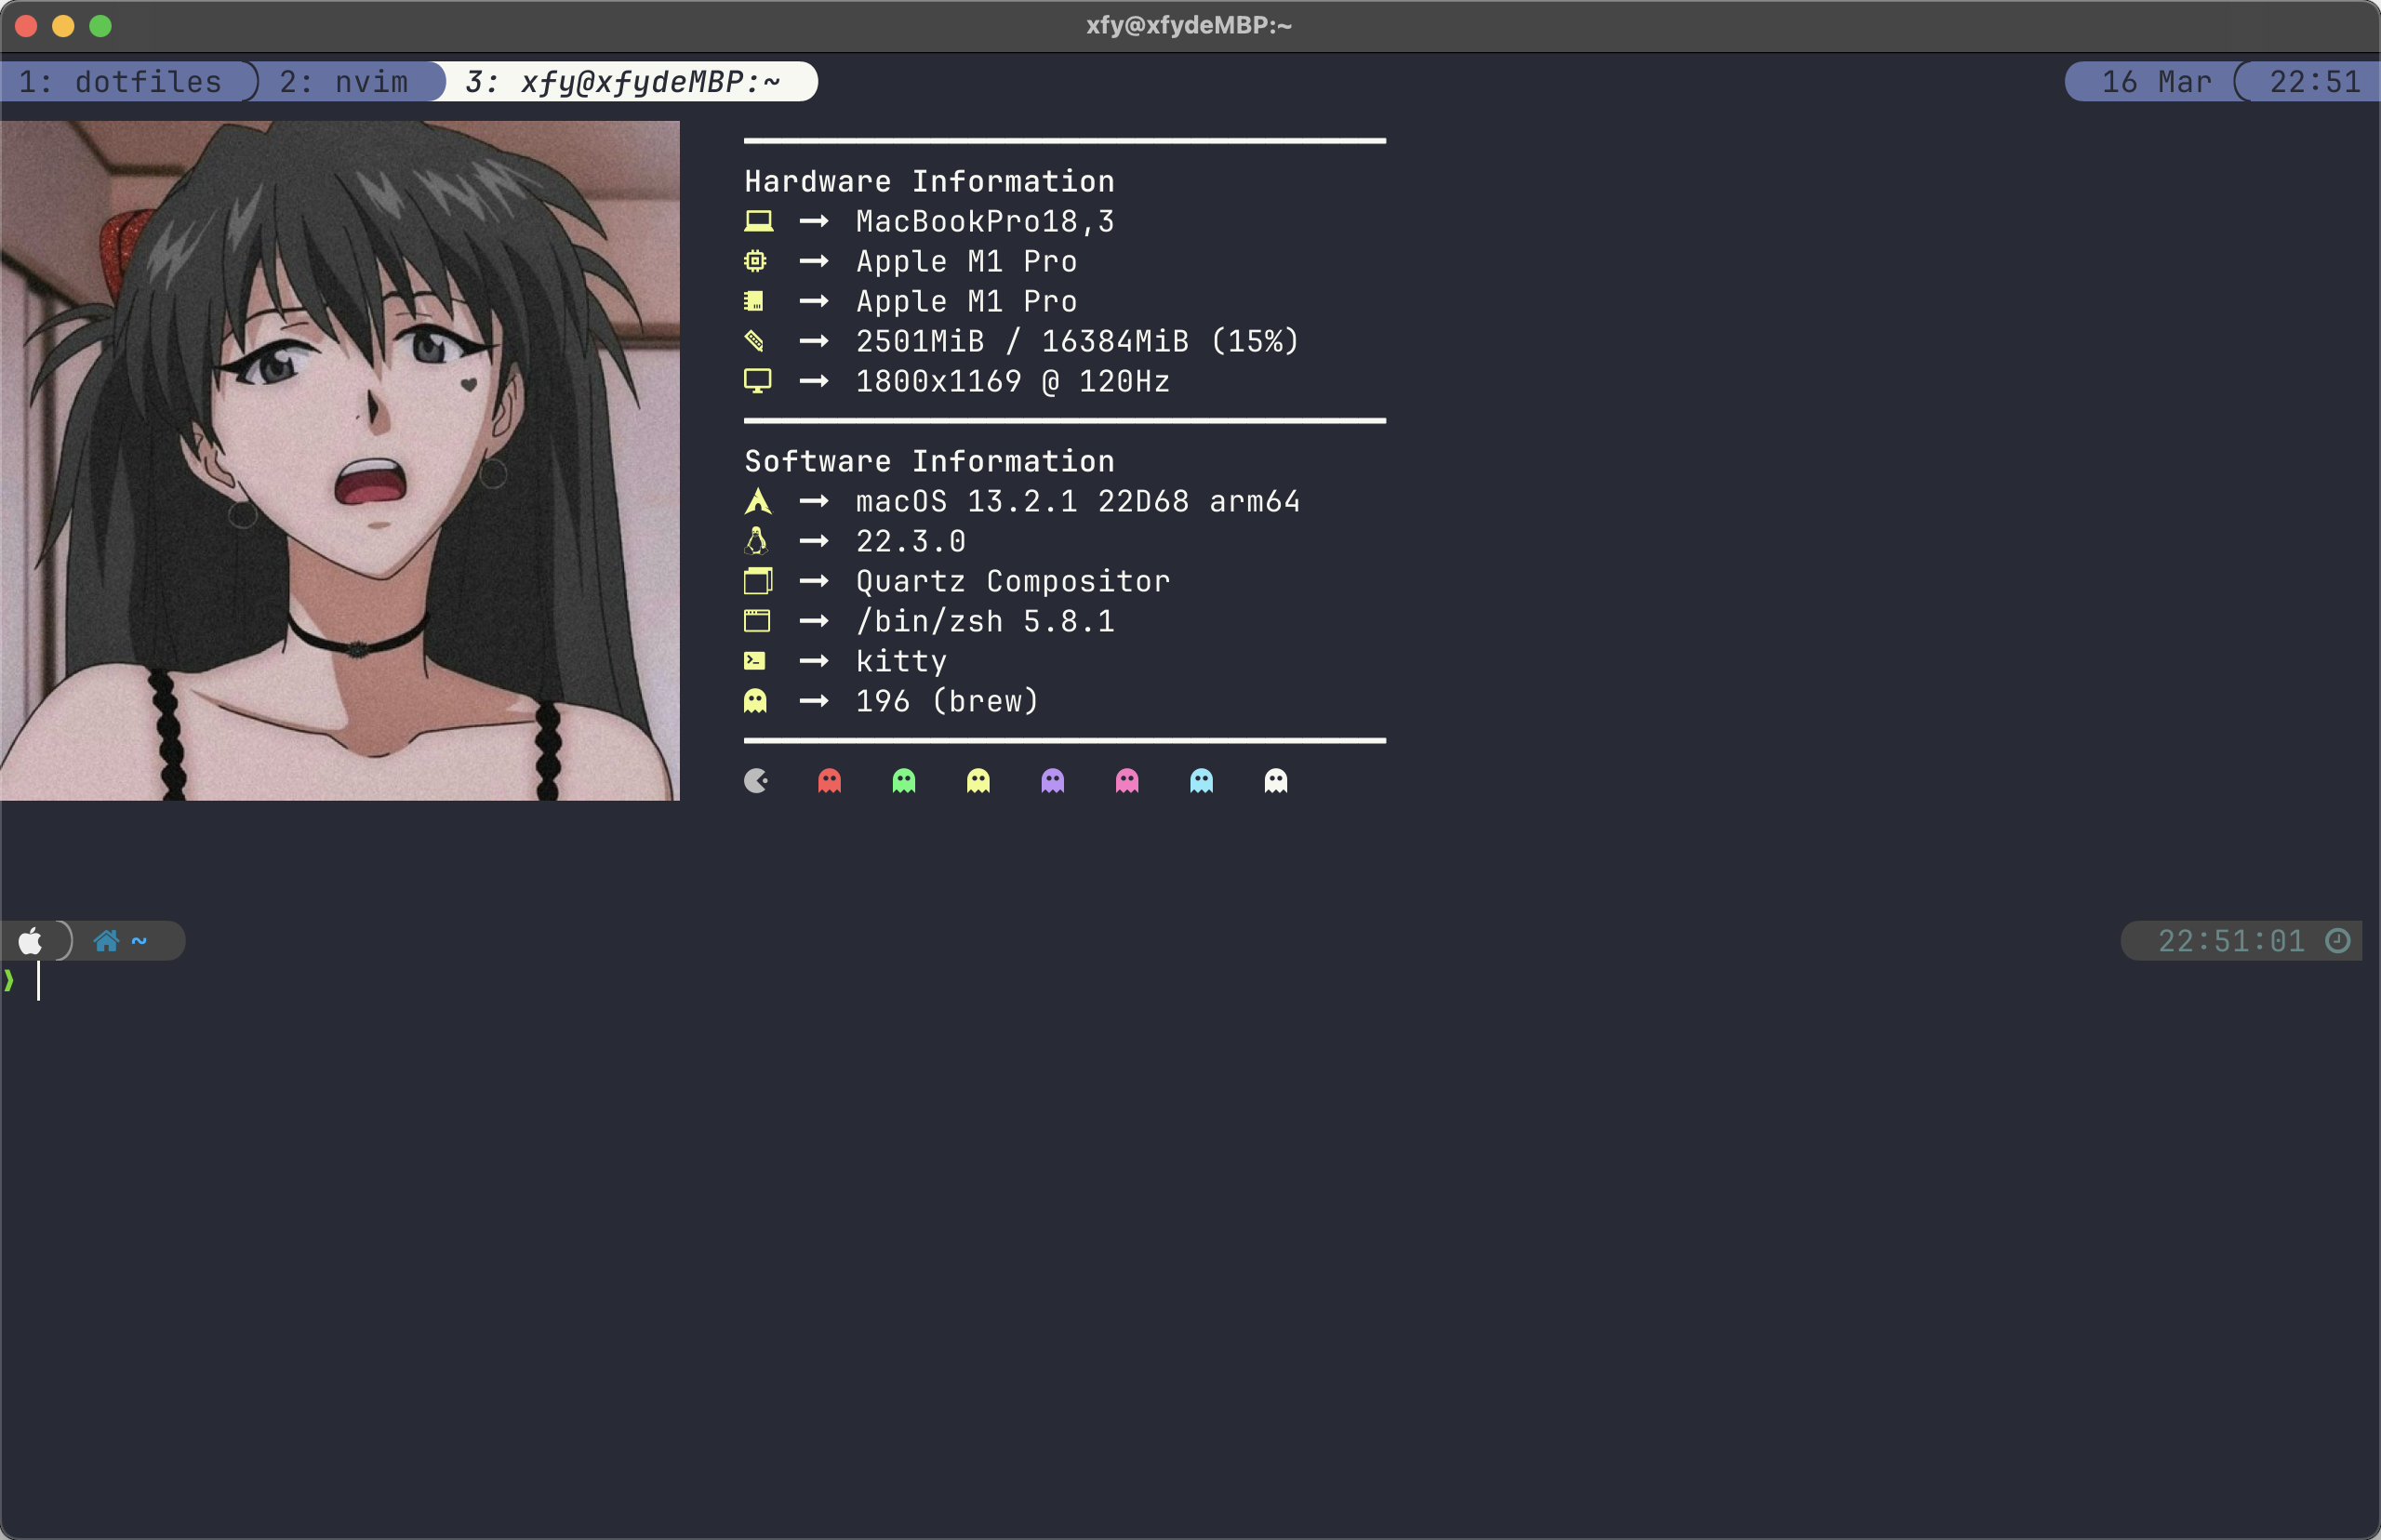 xfy@xfydeMBP:~
1: dotfiles 2: nvim 3: xfy@xfydeMBP:~ 16 Mar 22:51
Hardware Information
→ MacBookPro18,3
→ Apple M1 Pro
→ Apple M1 Pro
→ 2501MiB / 16384MiB (15%)
→ 1800x1169 @ 120Hz
Software Information
→ macOS 13.2.1 22D68 arm64
→ 22.3.0
→ Quartz Compositor
→ /bin/zsh 5.8.1
→ kitty
→ 196 (brew)
~ 22:51:01
❯